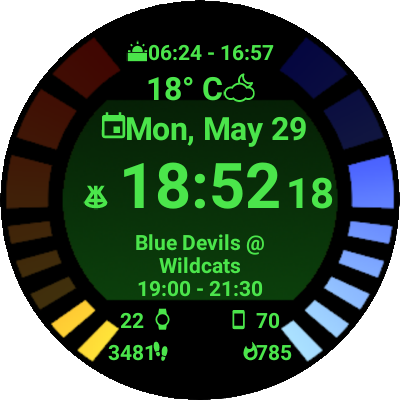 06:24 - 16:57
18° C
Mon, May 29
18:52 18
Blue Devils @
Wildcats
19:00 - 21:30
22 70
3481 785